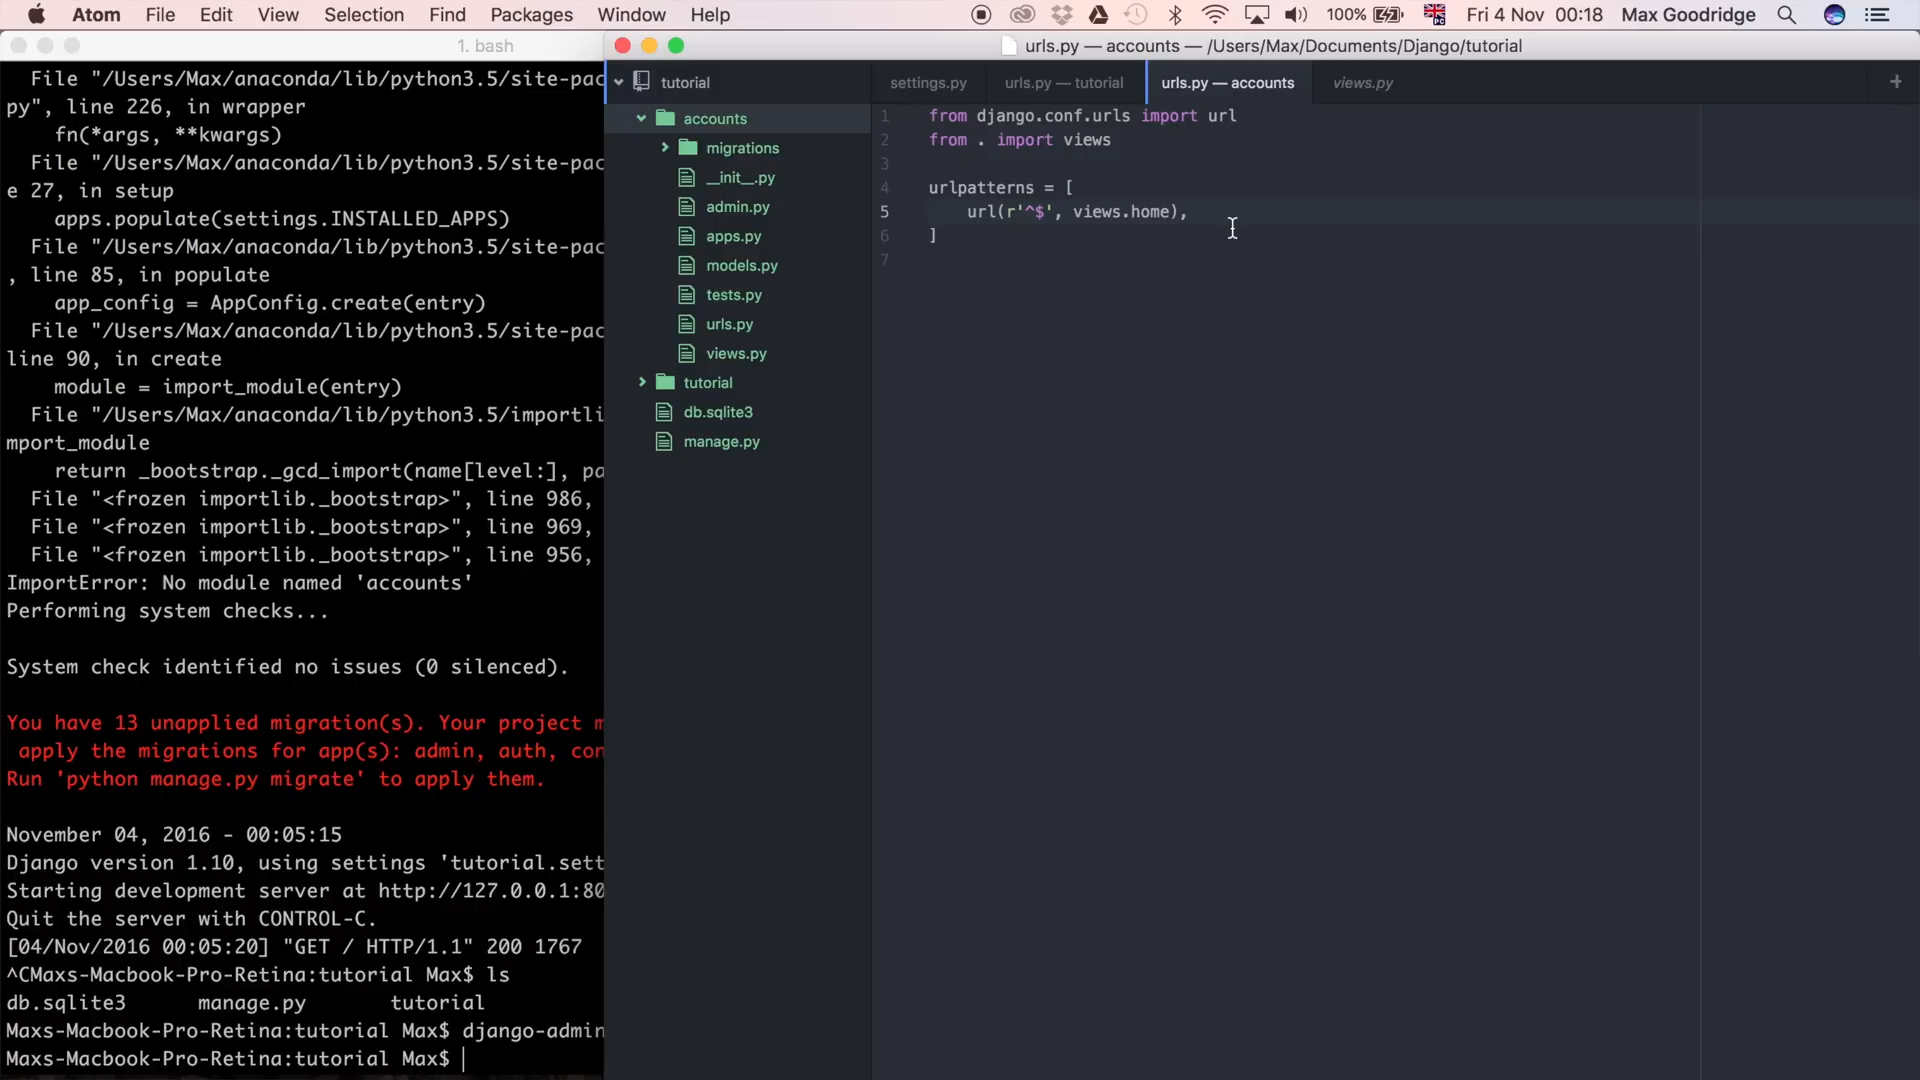 Atom File Edit View Selection Find Packages Window Help 100% Fri 4 Nov 00:18 Max Goodridge
1. bash
File "/Users/Max/anaconda/lib/python3.5/site-pac
py", line 226, in wrapper
fn(*args, **kwargs)
File "/Users/Max/anaconda/lib/python3.5/site-pac
e 27, in setup
apps.populate(settings.INSTALLED_APPS)
File "/Users/Max/anaconda/lib/python3.5/site-pac
, line 85, in populate
app_config = AppConfig.create(entry)
File "/Users/Max/anaconda/lib/python3.5/site-pac
line 90, in create
module = import_module(entry)
File "/Users/Max/anaconda/lib/python3.5/importli
mport_module
return _bootstrap._gcd_import(name[level:], pa
File "<frozen importlib._bootstrap>", line 986,
File "<frozen importlib._bootstrap>", line 969,
File "<frozen importlib._bootstrap>", line 956,
ImportError: No module named 'accounts'
Performing system checks...
System check identified no issues (0 silenced).
You have 13 unapplied migration(s). Your project m
apply the migrations for app(s): admin, auth, con
Run 'python manage.py migrate' to apply them.
November 04, 2016 - 00:05:15
Django version 1.10, using settings 'tutorial.sett
Starting development server at http://127.0.0.1:80
Quit the server with CONTROL-C.
[04/Nov/2016 00:05:20] "GET / HTTP/1.1" 200 1767
^CMaxs-Macbook-Pro-Retina:tutorial Max$ ls
db.sqlite3 manage.py tutorial
Maxs-Macbook-Pro-Retina:tutorial Max$ django-admin
Maxs-Macbook-Pro-Retina:tutorial Max$
urls.py — accounts — /Users/Max/Documents/Django/tutorial
tutorial
accounts
migrations
__init__.py
admin.py
apps.py
models.py
tests.py
urls.py
views.py
tutorial
db.sqlite3
manage.py
settings.py urls.py — tutorial urls.py — accounts views.py +
1 from django.conf.urls import url
2 from . import views
3
4 urlpatterns = [
5 url(r'^$', views.home),
6 ]
7